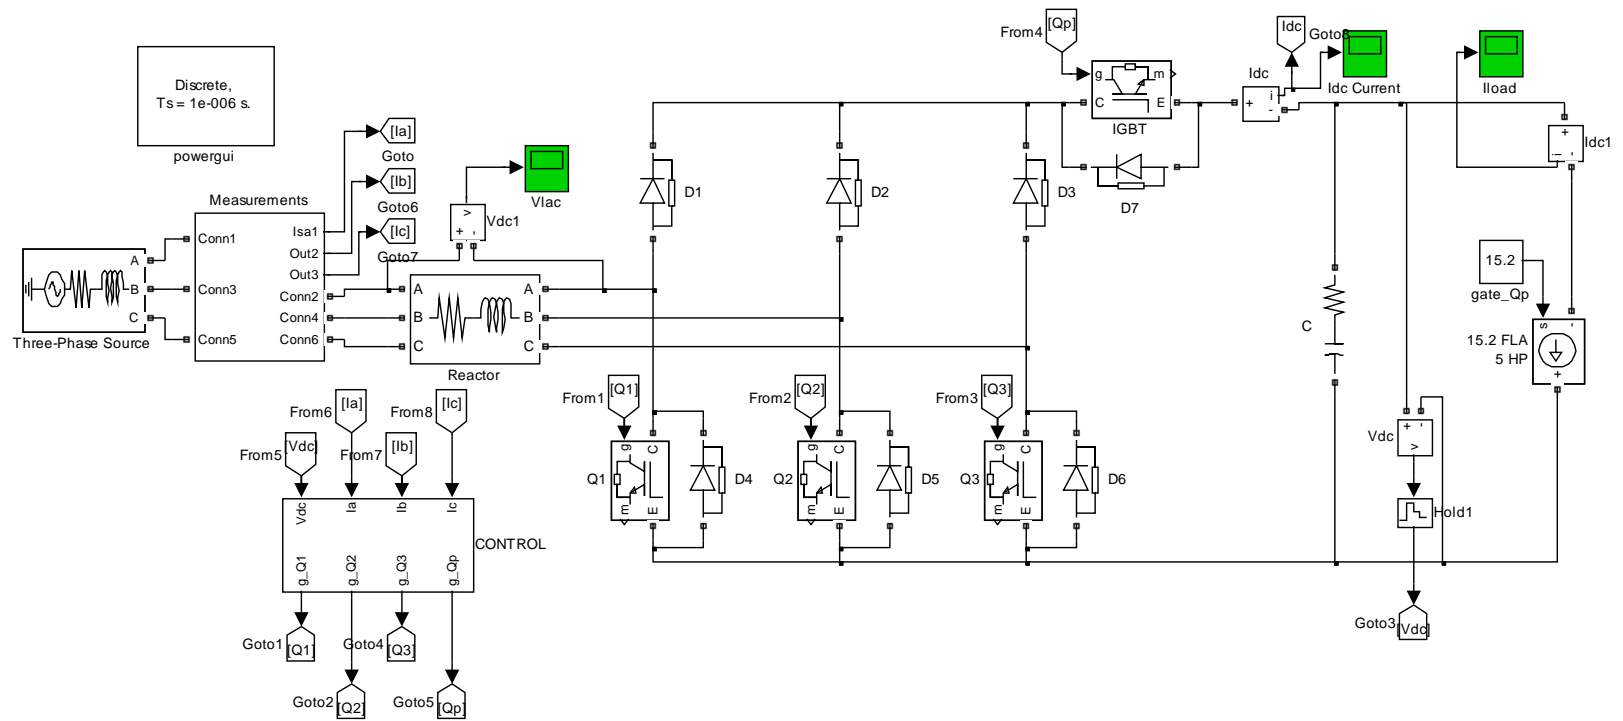 Discrete,
Ts = 1e-006 s.
powergui
[Ia]
Goto
[Ib]
Goto6
[Ic]
Goto7
Measurements
Conn1
Conn3
Conn5
Isa1
Out2
Out3
Conn2
Conn4
Conn6
A
B
C
Three-Phase Source
v
+ -
Vdc1
Vlac
A
B
C
A
B
C
Reactor
D1
D2
D3
From4
[Qp]
g
m
C
E
IGBT
D7
Idc
Goto8
Idc
+
i
-
Idc Current
Iload
+
i
-
Idc1
15.2
gate_Qp
s
-
+
15.2 FLA
5 HP
C
+ -
v
Vdc
Hold1
Goto3
[Vdc]
From1
[Q1]
g
C
m
E
Q1
D4
From2
[Q2]
g
C
m
E
Q2
D5
From3
[Q3]
g
C
m
E
Q3
D6
From6
[Ia]
From8
[Ic]
From5
[Vdc]
From7
[Ib]
Vdc
Ia
Ib
Ic
g_Q1
g_Q2
g_Q3
g_Qp
CONTROL
Goto1
[Q1]
Goto4
[Q3]
Goto2
[Q2]
Goto5
[Qp]